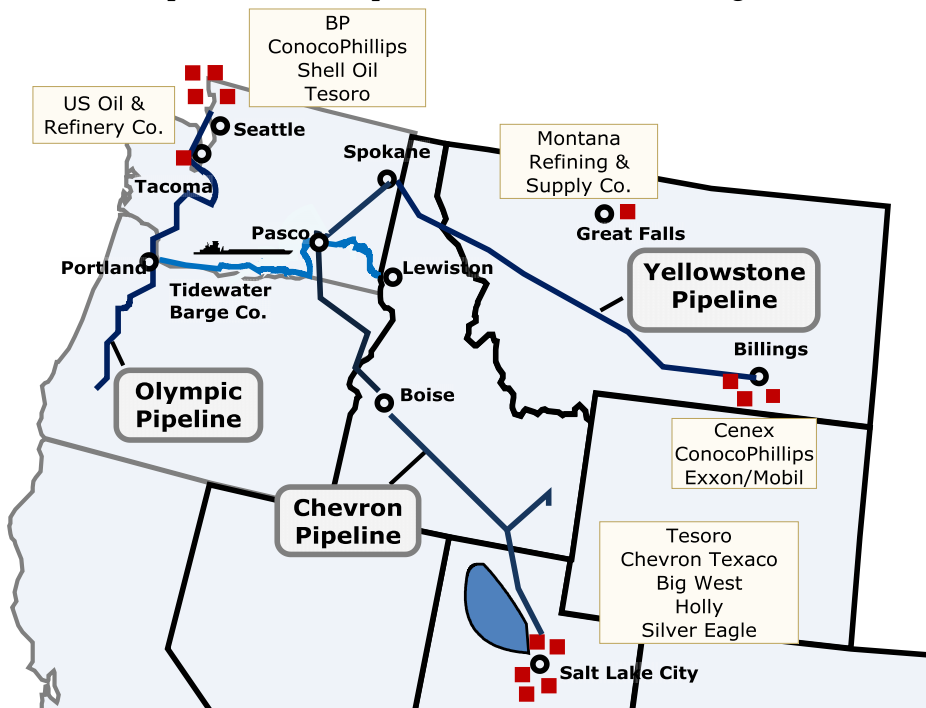 BP
ConocoPhillips
Shell Oil
Tesoro
US Oil &
Refinery Co.
Seattle
Tacoma
Spokane
Montana
Refining &
Supply Co.
Great Falls
Pasco
Portland
Lewiston
Tidewater
Barge Co.
Yellowstone
Pipeline
Billings
Olympic
Pipeline
Boise
Cenex
ConocoPhillips
Exxon/Mobil
Chevron
Pipeline
Tesoro
Chevron Texaco
Big West
Holly
Silver Eagle
Salt Lake City